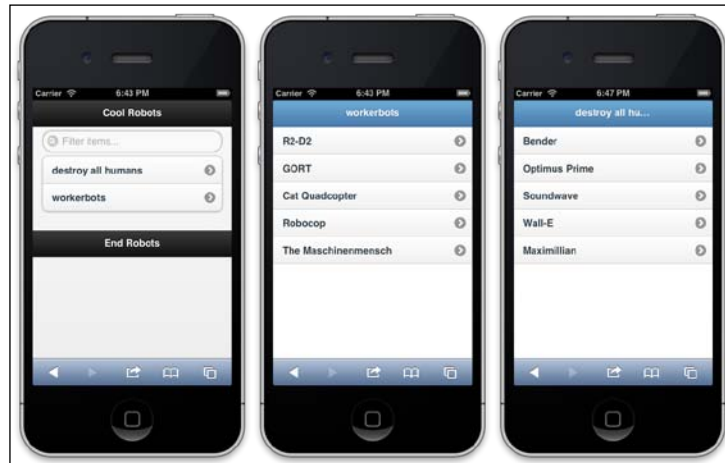 Carrier 6:43 PM
Cool Robots
Filter items...
destroy all humans
workerbots
End Robots
Carrier 6:43 PM
workerbots
R2-D2
GORT
Cat Quadcopter
Robocop
The Maschinenmensch
Carrier 6:47 PM
destroy all hu...
Bender
Optimus Prime
Soundwave
Wall-E
Maximillian